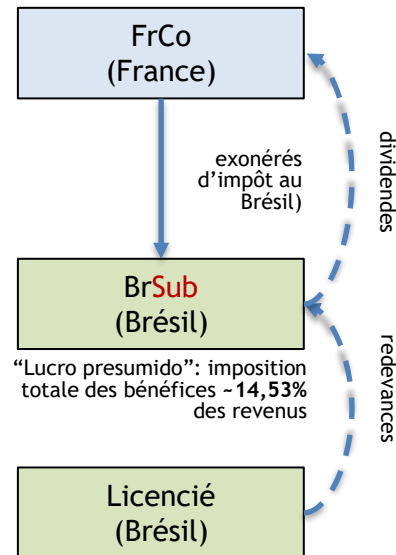 FrCo
(France)
exonérés
d’impôt au
Brésil)
dividendes
BrSub
(Brésil)
“Lucro presumido”: imposition
totale des bénéfices ~14,53%
des revenus
redevances
Licencié
(Brésil)